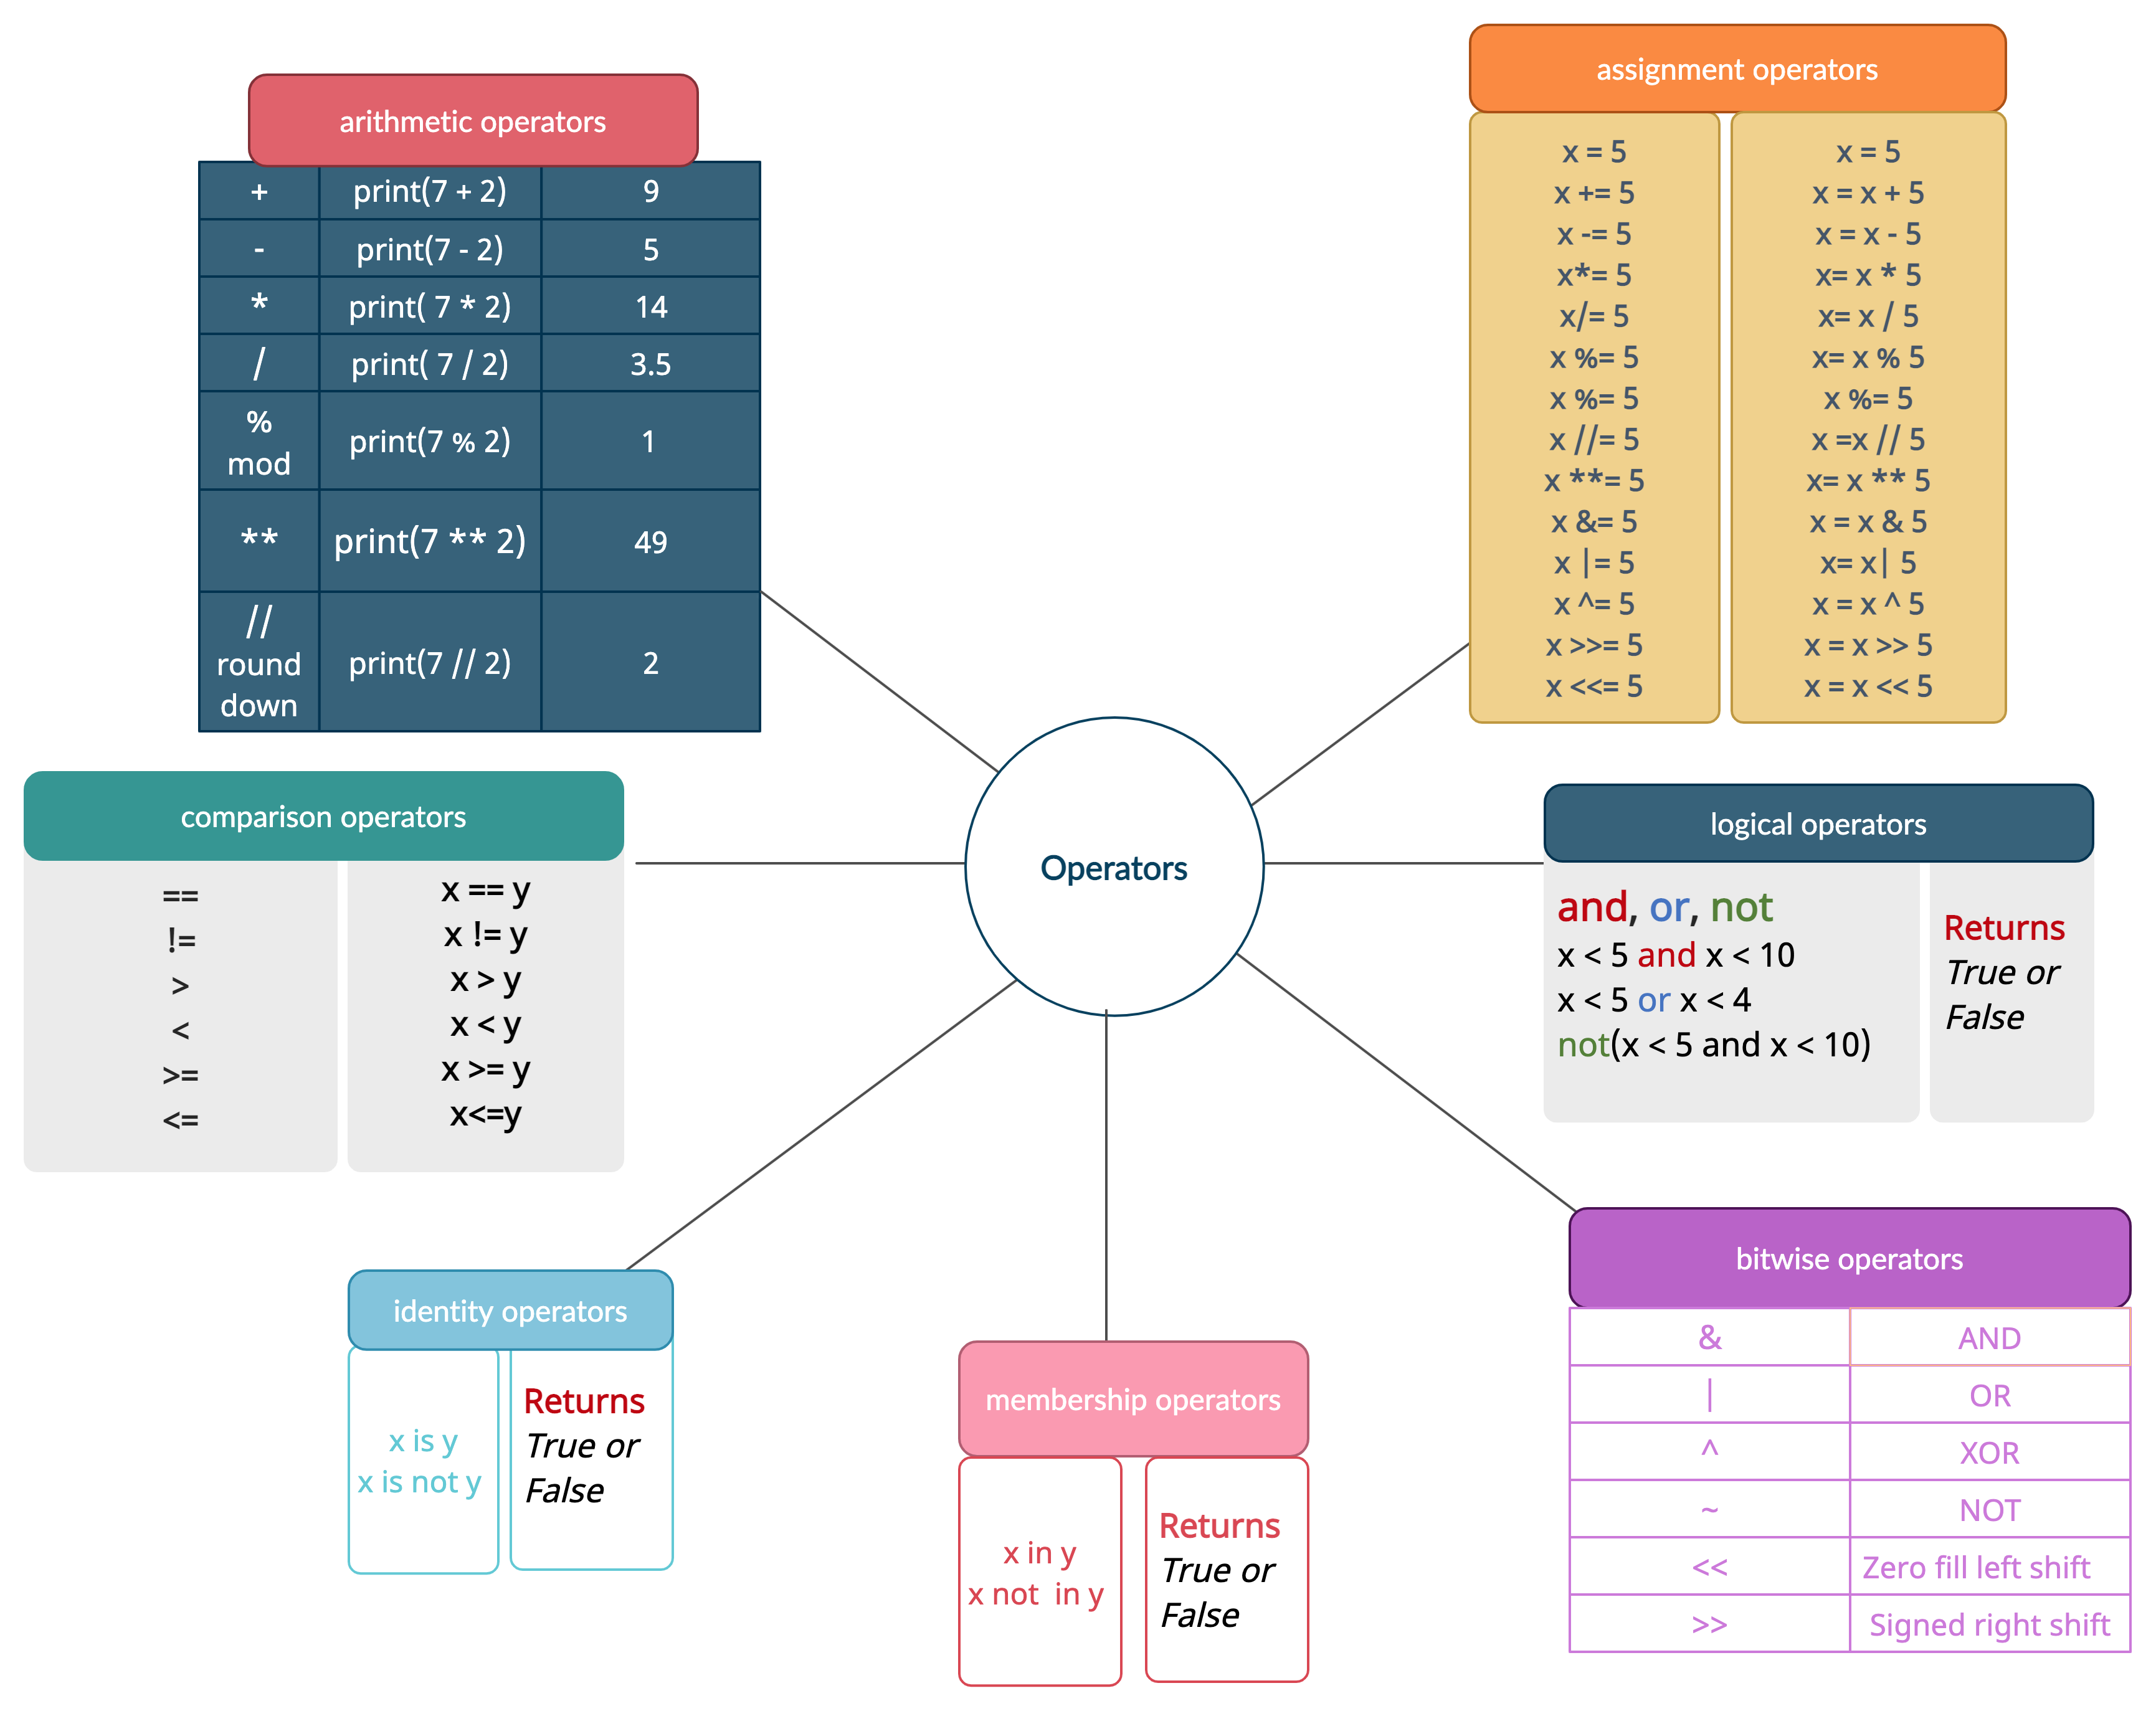 arithmetic operators
+ print(7 + 2) 9
- print(7 - 2) 5
* print( 7 * 2) 14
/ print( 7 / 2) 3.5
%
mod
print(7 % 2) 1
** print(7 ** 2) 49
//
round
down
print(7 // 2) 2
assignment operators
x = 5 x = 5
x += 5 x = x + 5
x -= 5 x = x - 5
x*= 5 x= x * 5
x/= 5 x= x / 5
x %= 5 x= x % 5
x %= 5 x %= 5
x //= 5 x =x // 5
x **= 5 x= x ** 5
x &= 5 x = x & 5
x |= 5 x= x| 5
x ^= 5 x = x ^ 5
x >>= 5 x = x >> 5
x <<= 5 x = x << 5
comparison operators
== x == y
!= x != y
> x > y
< x < y
>= x >= y
<= x<=y
Operators
logical operators
and, or, not
x < 5 and x < 10
x < 5 or x < 4
not(x < 5 and x < 10)
Returns
True or
False
identity operators
x is y
x is not y
Returns
True or
False
membership operators
x in y
x not  in y
Returns
True or
False
bitwise operators
& AND
| OR
^ XOR
~ NOT
<< Zero fill left shift
>> Signed right shift